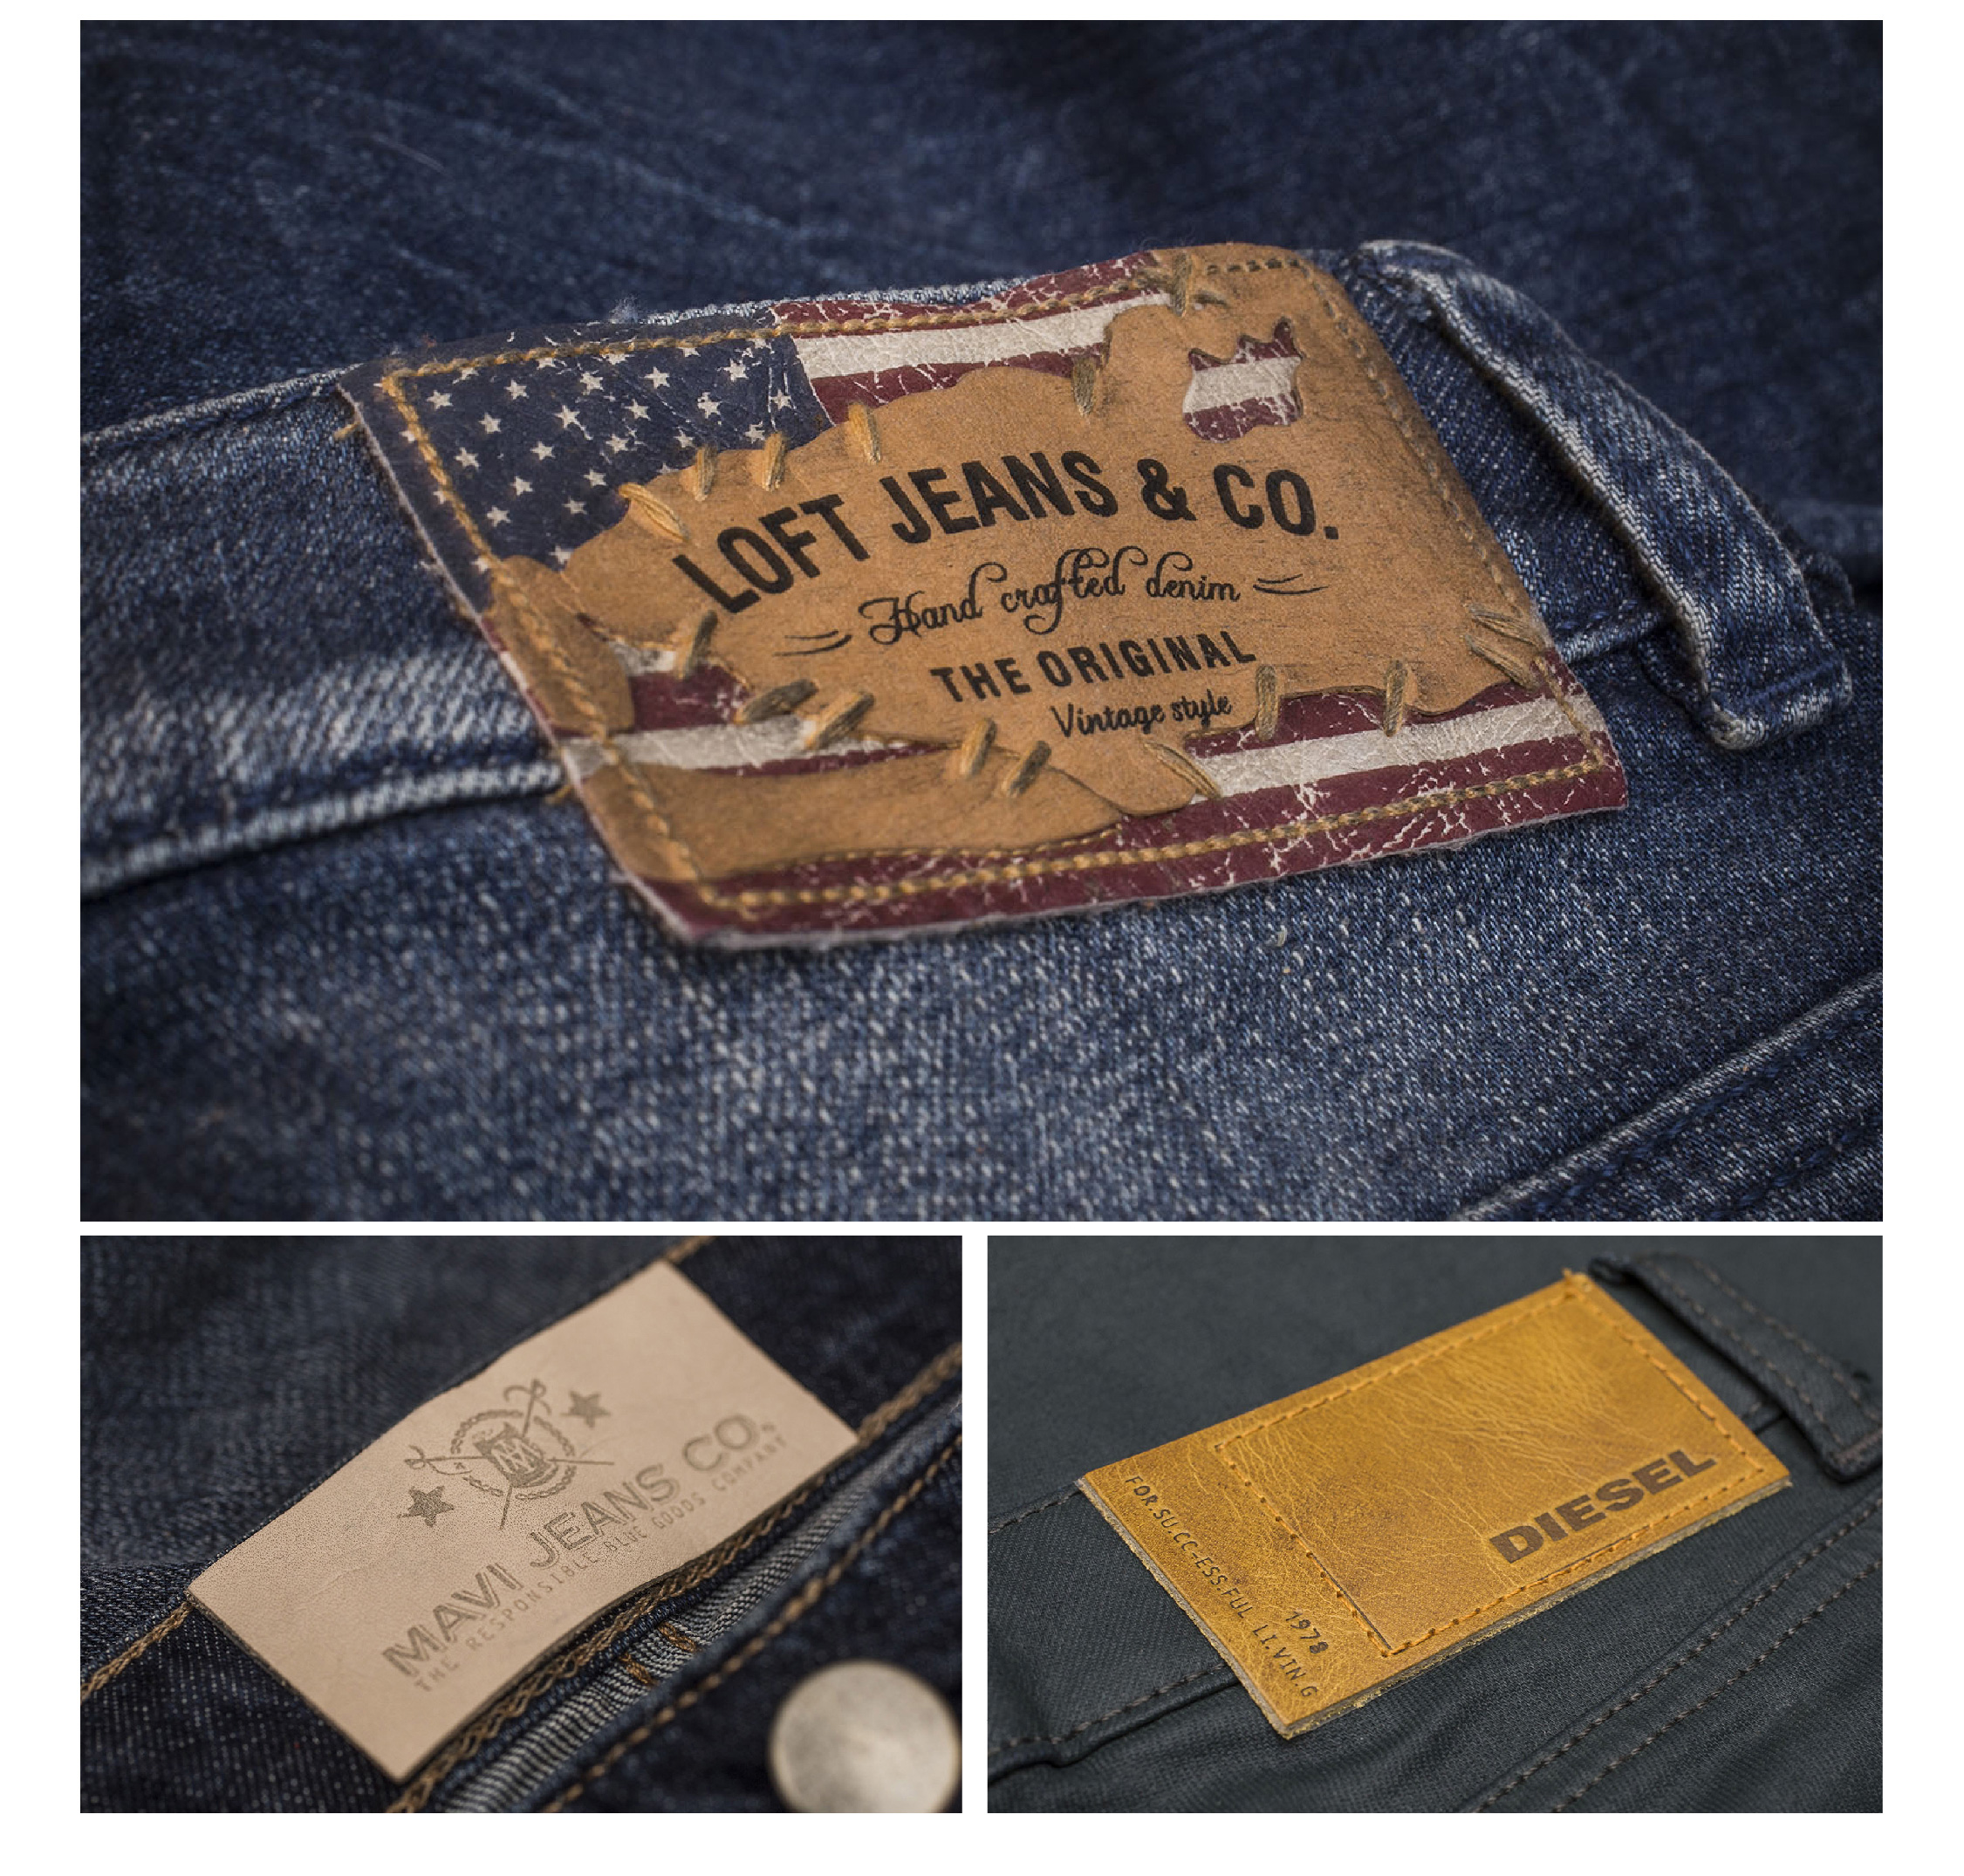 LOFT JEANS & CO.
Hand crafted denim
THE ORIGINAL
Vintage style
M
MAVI JEANS CO.
THE RESPONSIBLE BLUE GOODS COMPANY
DIESEL
FOR.SU.CC-ESS.FUL LI.VIN.G
1978